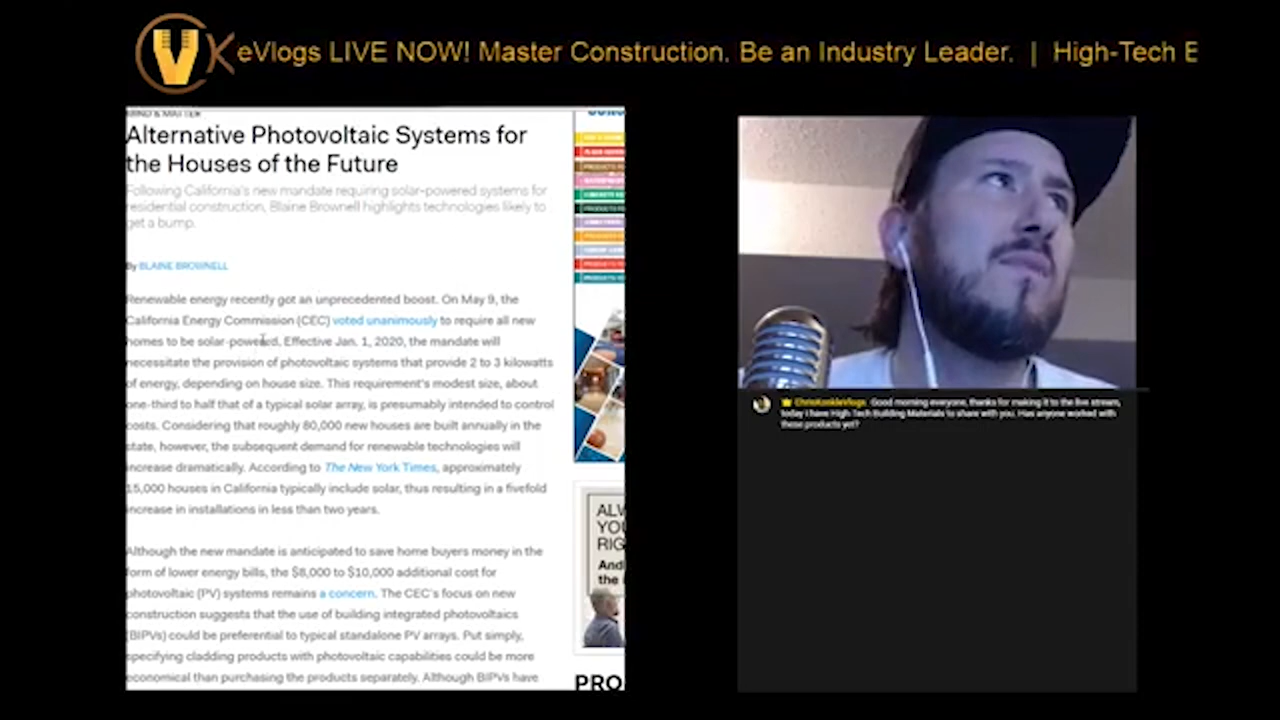 V
K
eVlogs LIVE NOW! Master Construction. Be an Industry Leader. | High-Tech E
MIND & MATTER
Alternative Photovoltaic Systems for
the Houses of the Future
Following California's new mandate requiring solar-powered systems for
residential construction, Blaine Brownell highlights technologies likely to
get a bump.
By BLAINE BROWNELL
Renewable energy recently got an unprecedented boost. On May 9, the
California Energy Commission (CEC) voted unanimously to require all new
homes to be solar-powered. Effective Jan. 1, 2020, the mandate will
necessitate the provision of photovoltaic systems that provide 2 to 3 kilowatts
of energy, depending on house size. This requirement's modest size, about
one-third to half that of a typical solar array, is presumably intended to control
costs. Considering that roughly 80,000 new houses are built annually in the
state, however, the subsequent demand for renewable technologies will
increase dramatically. According to The New York Times, approximately
15,000 houses in California typically include solar, thus resulting in a fivefold
increase in installations in less than two years.
Although the new mandate is anticipated to save home buyers money in the
form of lower energy bills, the $8,000 to $10,000 additional cost for
photovoltaic (PV) systems remains a concern. The CEC's focus on new
construction suggests that the use of building integrated photovoltaics
(BIPVs) could be preferential to typical standalone PV arrays. Put simply,
specifying cladding products with photovoltaic capabilities could be more
economical than purchasing the products separately. Although BIPVs have
ALW
YOU
RIG
And
the
PRO
ChrisKonkleVlogs Good morning everyone, thanks for making it to the live stream,
today I have High Tech Building Materials to share with you. Has anyone worked with
these products yet?